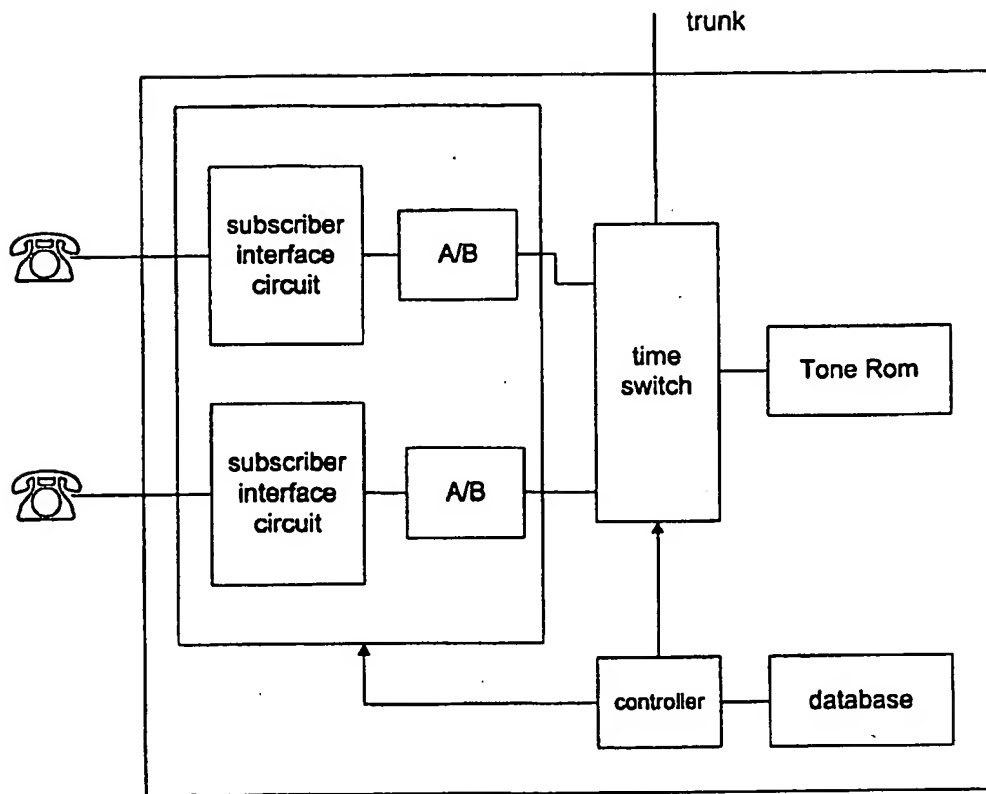 trunk
subscriber
interface
circuit
A/B
time
switch
Tone Rom
subscriber
interface
circuit
A/B
controller
database